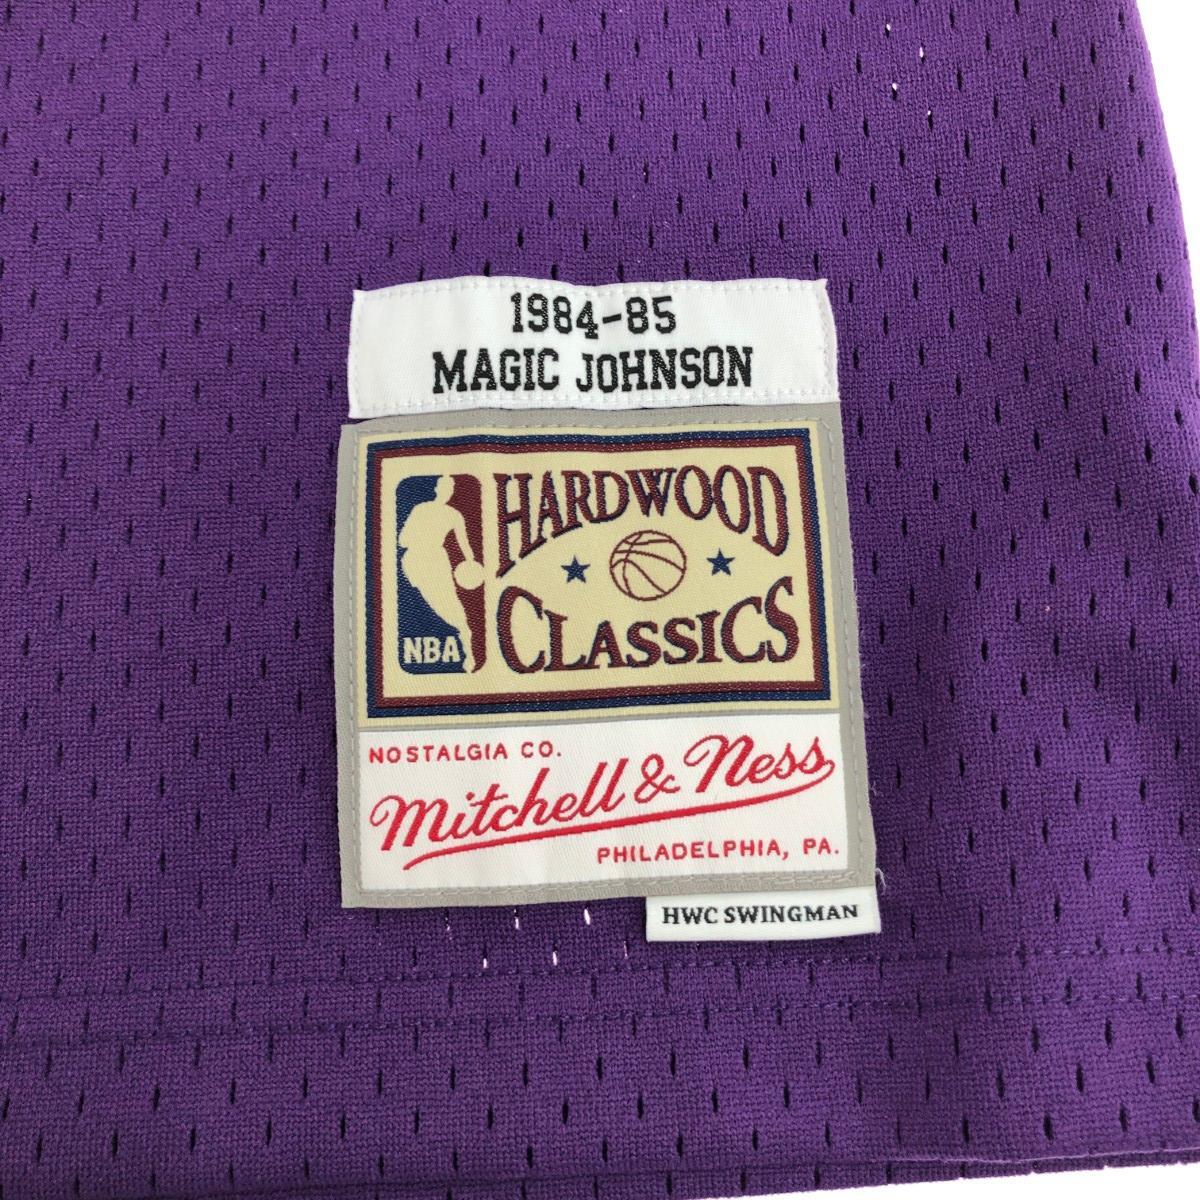 1984-85
MAGIC JOHNSON
HARDWOOD
CLASSICS
NBA
NOSTALGIA CO.
Mitchell & Ness
PHILADELPHIA, PA.
HWC SWINGMAN